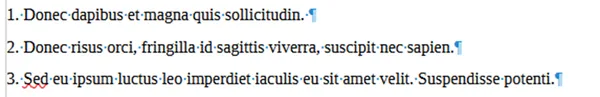 1. Donec dapibus et magna quis sollicitudin. ¶
2. Donec risus orci, fringilla id sagittis viverra, suscipit nec sapien.¶
3. Sed eu ipsum luctus leo imperdiet iaculis eu sit amet velit. Suspendisse potenti.¶